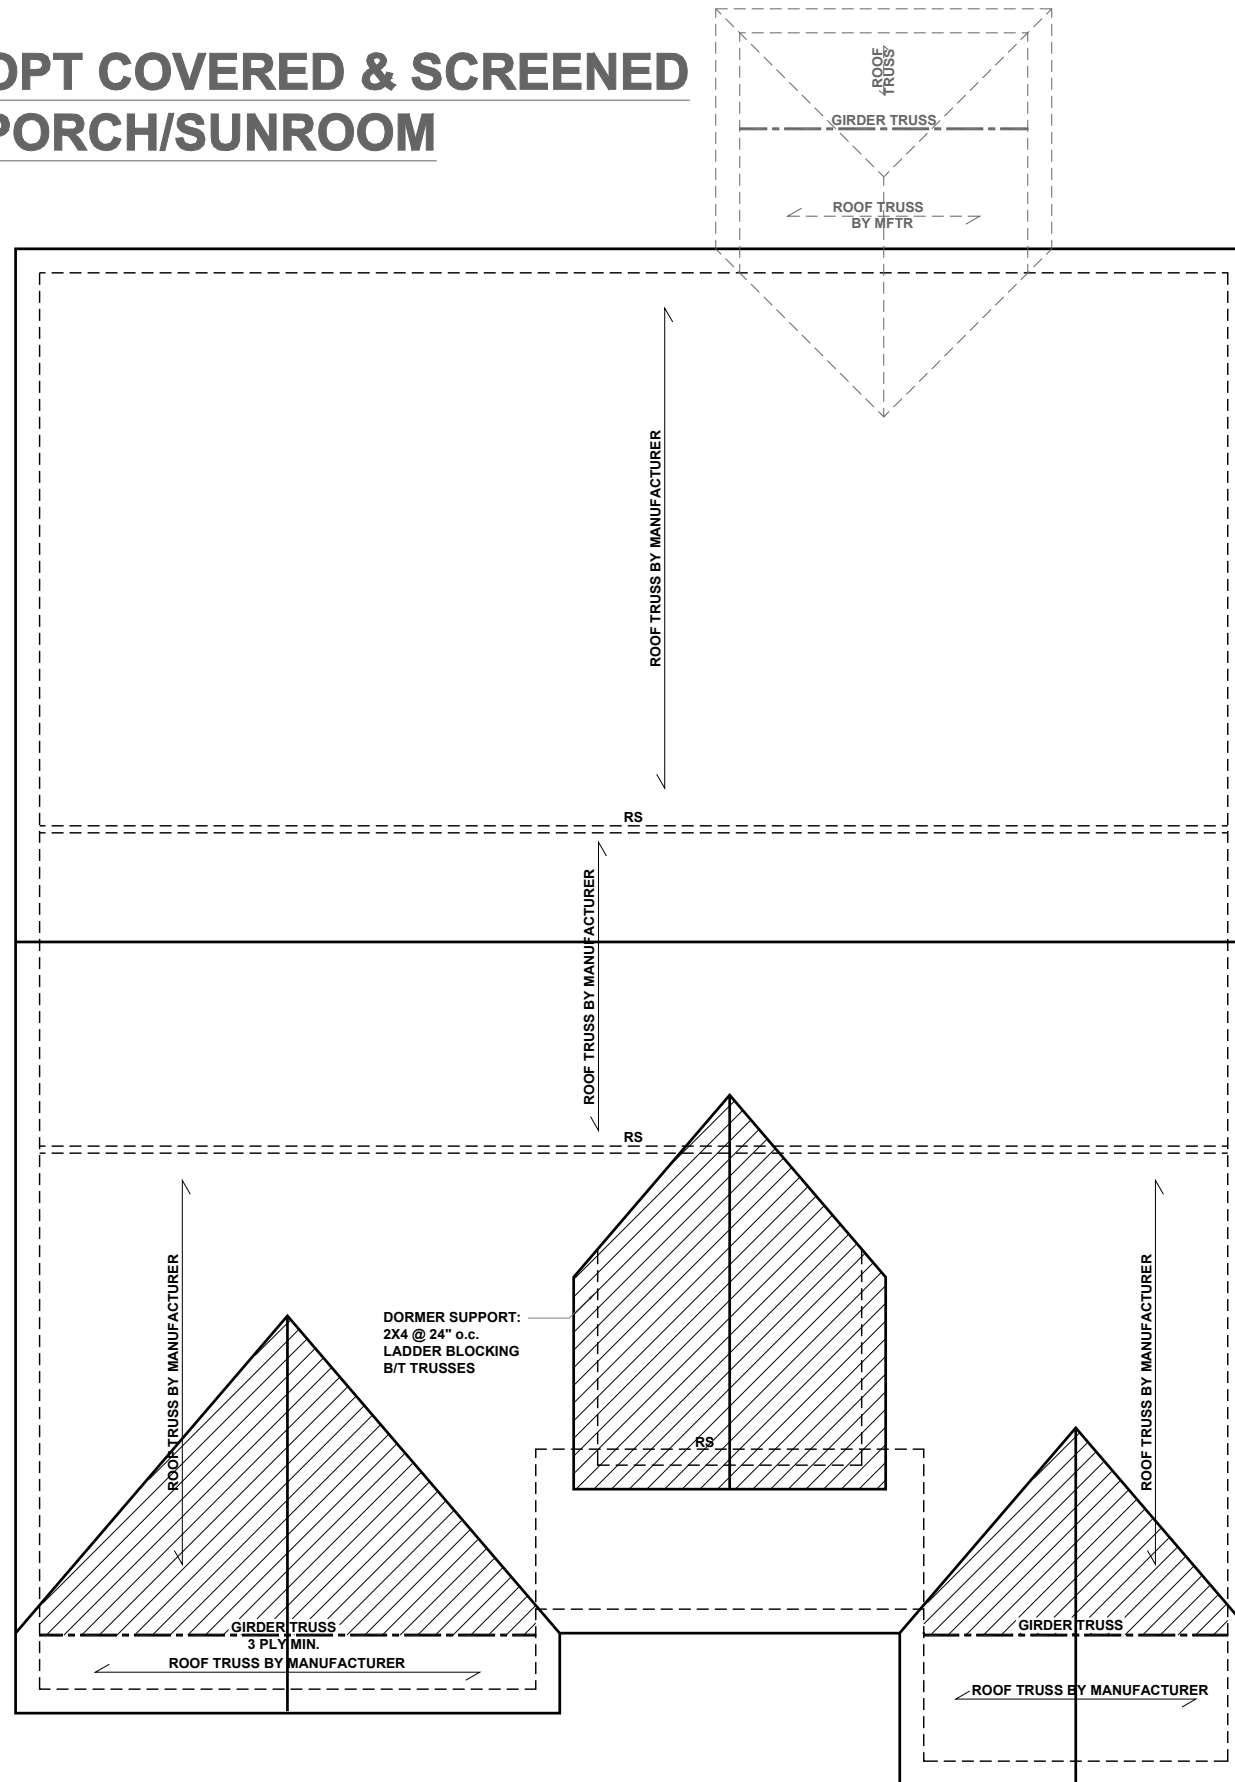 OPT COVERED & SCREENED
PORCH/SUNROOM
ROOF
TRUSS
GIRDER TRUSS
ROOF TRUSS
BY MFTR
ROOF TRUSS BY MANUFACTURER
RS
ROOF TRUSS BY MANUFACTURER
RS
ROOF TRUSS BY MANUFACTURER
DORMER SUPPORT:
2X4 @ 24" o.c.
LADDER BLOCKING
B/T TRUSSES
ROOF TRUSS BY MANUFACTURER
RS
GIRDER TRUSS
3 PLY MIN.
ROOF TRUSS BY MANUFACTURER
GIRDER TRUSS
ROOF TRUSS BY MANUFACTURER